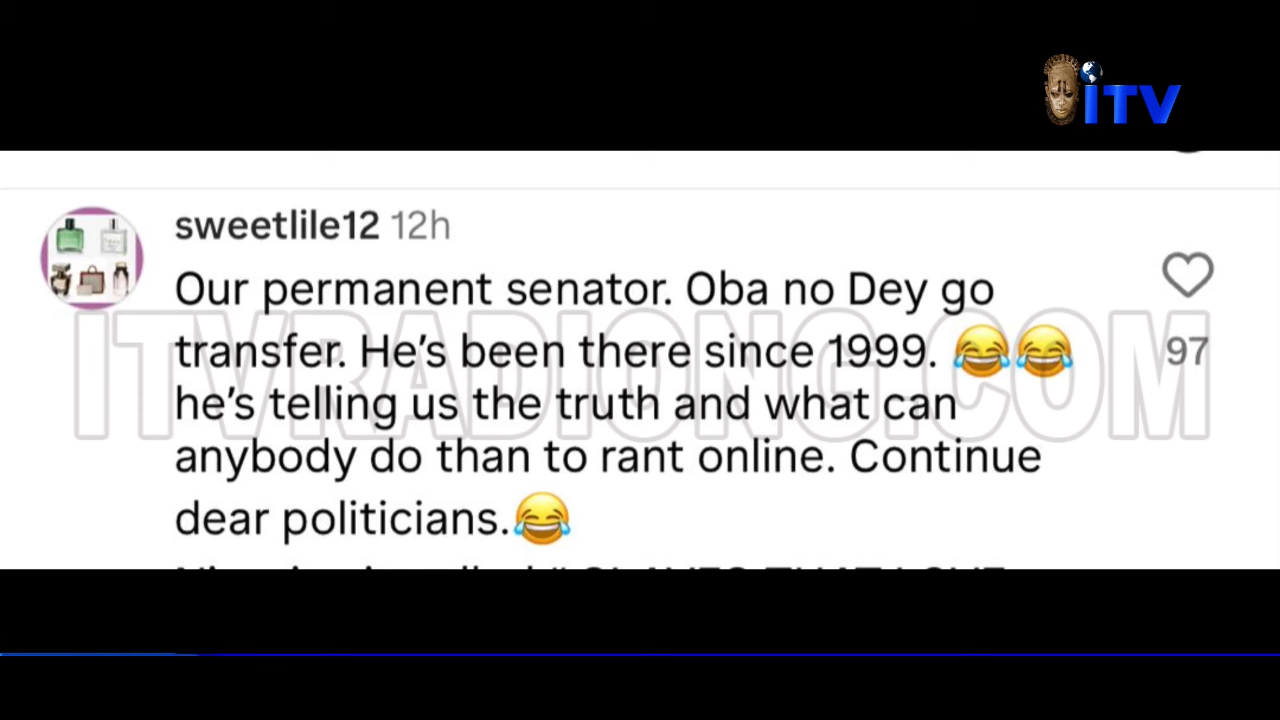 iTV
sweetlile12 12h
Our permanent senator. Oba no Dey go
transfer. He's been there since 1999. 😂😂
97
he's telling us the truth and what can
anybody do than to rant online. Continue
dear politicians.😂
ITVRADIONG.COM